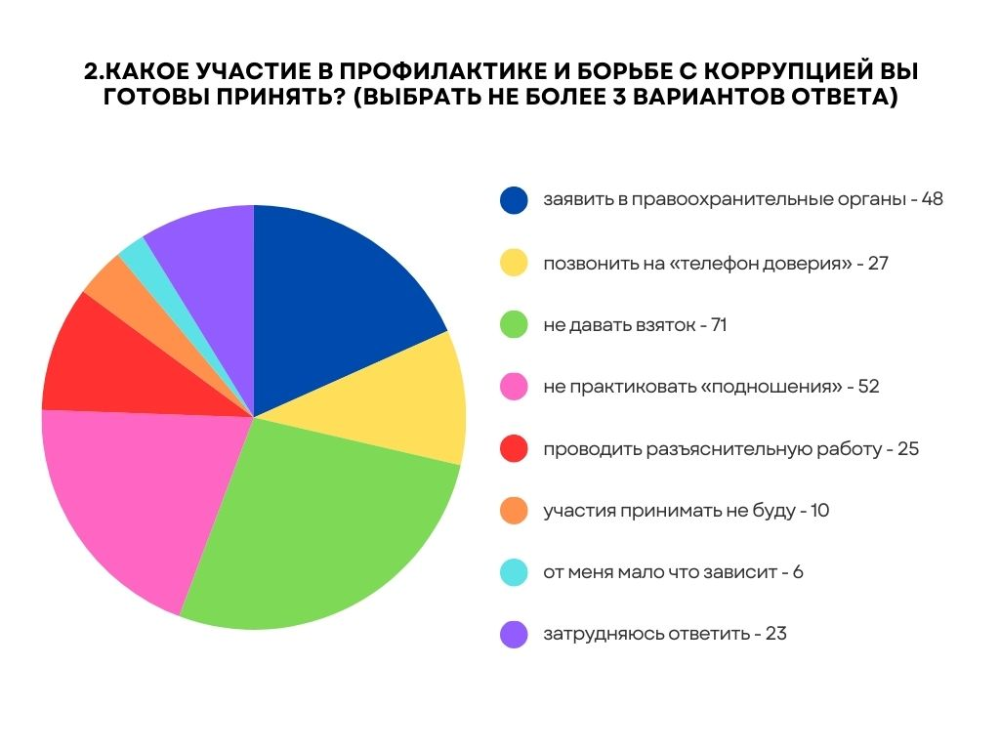 2.КАКОЕ УЧАСТИЕ В ПРОФИЛАКТИКЕ И БОРЬБЕ С КОРРУПЦИЕЙ ВЫ
ГОТОВЫ ПРИНЯТЬ? (ВЫБРАТЬ НЕ БОЛЕЕ 3 ВАРИАНТОВ ОТВЕТА)
заявить в правоохранительные органы - 48
позвонить на «телефон доверия» - 27
не давать взяток - 71
не практиковать «подношения» - 52
проводить разъяснительную работу - 25
участия принимать не буду - 10
от меня мало что зависит - 6
затрудняюсь ответить - 23